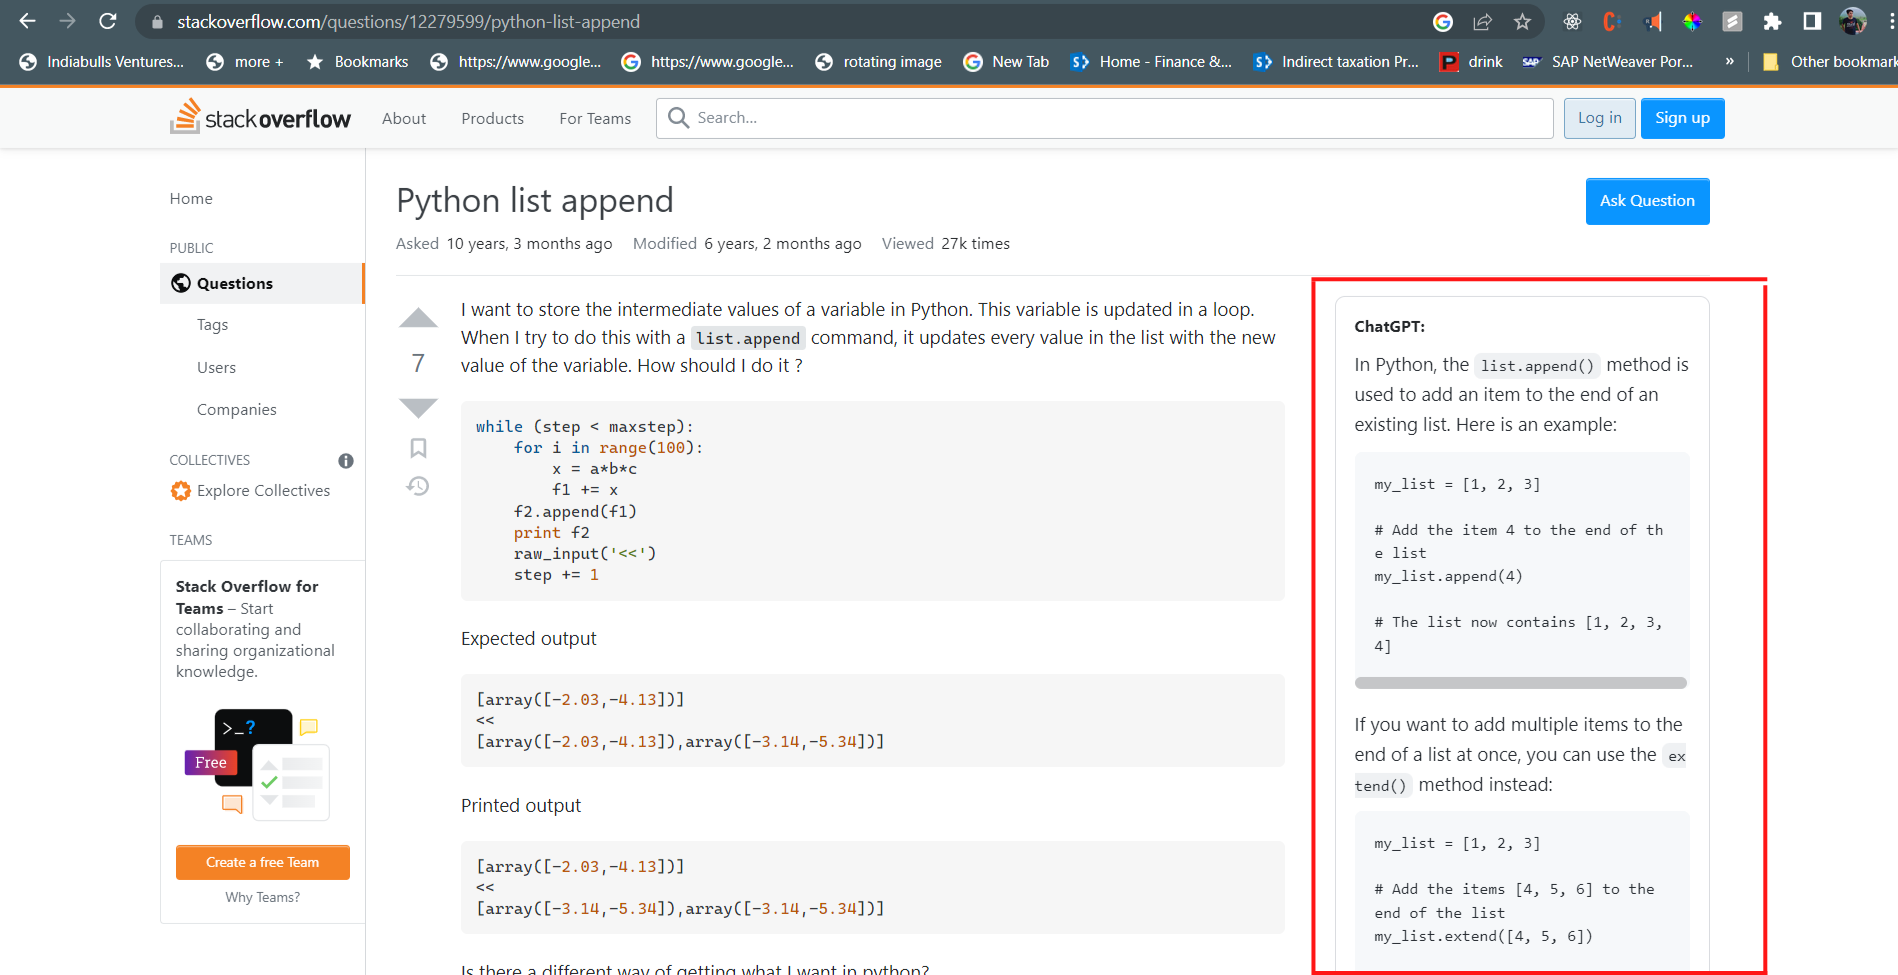 stackoverflow.com/questions/12279599/python-list-append
Indiabulls Ventures... more + Bookmarks https://www.google... https://www.google... rotating image New Tab Home - Finance &... Indirect taxation Pr... drink SAP SAP NetWeaver Por... » Other bookmark
stackoverflow About Products For Teams Search... Log in Sign up
Home
PUBLIC
Questions
Tags
Users
Companies
COLLECTIVES
Explore Collectives
TEAMS
Stack Overflow for
Teams – Start
collaborating and
sharing organizational
knowledge.
>_?
Free
Create a free Team
Why Teams?
Python list append
Ask Question
Asked 10 years, 3 months ago Modified 6 years, 2 months ago Viewed 27k times
7
I want to store the intermediate values of a variable in Python. This variable is updated in a loop.
When I try to do this with a list.append command, it updates every value in the list with the new
value of the variable. How should I do it ?
while (step < maxstep):
    for i in range(100):
        x = a*b*c
        f1 += x
    f2.append(f1)
    print f2
    raw_input('<<')
    step += 1
Expected output
[array([-2.03,-4.13])]
<<
[array([-2.03,-4.13]),array([-3.14,-5.34])]
Printed output
[array([-2.03,-4.13])]
<<
[array([-3.14,-5.34]),array([-3.14,-5.34])]
Is there a different way of getting what I want in python?
ChatGPT:
In Python, the list.append() method is
used to add an item to the end of an
existing list. Here is an example:
my_list = [1, 2, 3]
# Add the item 4 to the end of th
e list
my_list.append(4)
# The list now contains [1, 2, 3,
4]
If you want to add multiple items to the
end of a list at once, you can use the ex
tend() method instead:
my_list = [1, 2, 3]
# Add the items [4, 5, 6] to the
end of the list
my_list.extend([4, 5, 6])